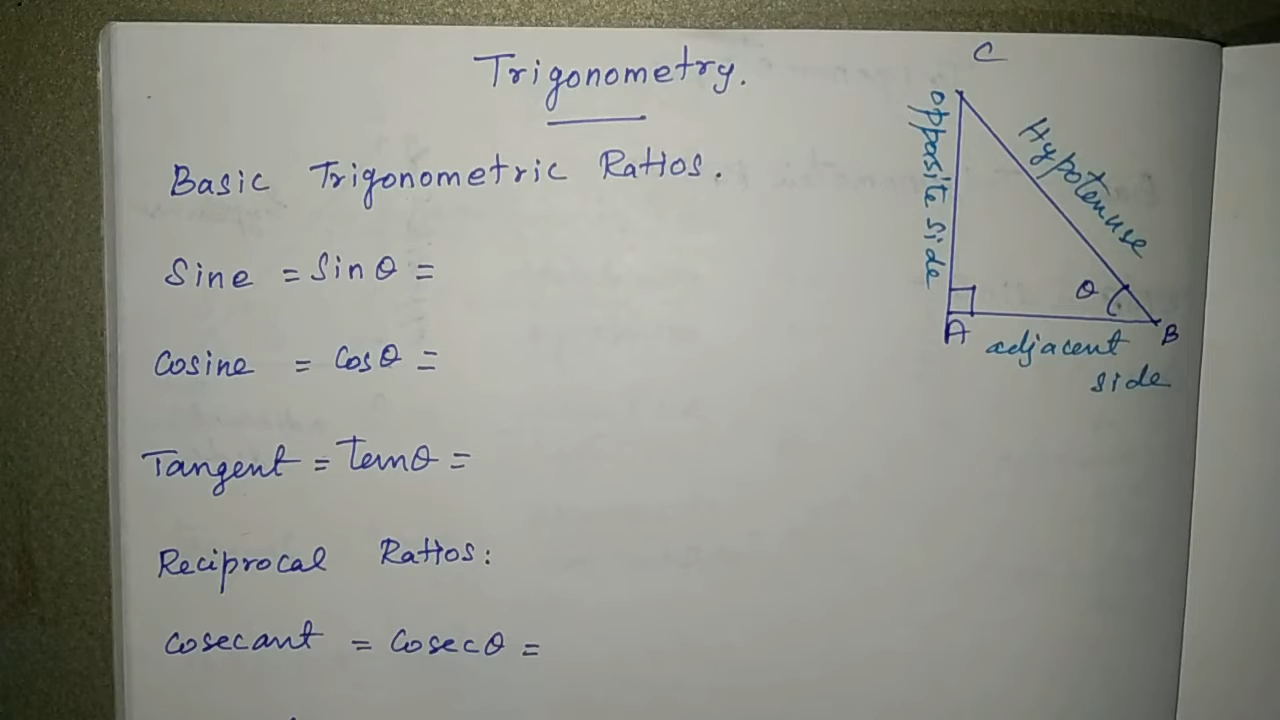 Trigonometry.
C
opposite side
Hypotenuse
θ
A
B
adjacent
side
Basic Trigonometric Ratios.
Sine = Sin θ =
Cosine = Cos θ =
Tangent = Tan θ =
Reciprocal Ratios:
Cosecant = Cosec θ =